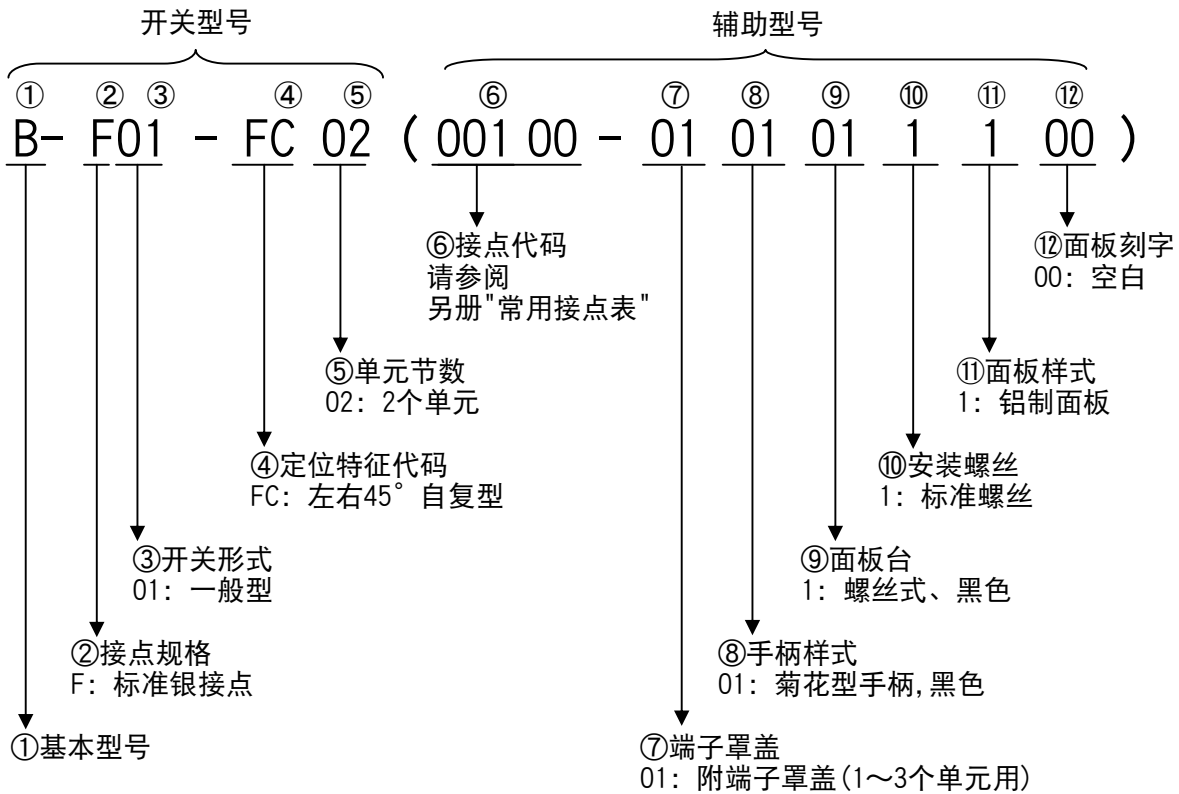 开关型号 辅助型号
① ② ③ ④ ⑤ ⑥ ⑦ ⑧ ⑨ ⑩ ⑪ ⑫
B- F01 - FC 02 ( 001 00 - 01 01 01 1 1 00 )
⑥接点代码
请参阅
另册"常用接点表"
⑫面板刻字
00: 空白
⑤单元节数
02: 2个单元
⑪面板样式
1: 铝制面板
④定位特征代码
FC: 左右45° 自复型
⑩安装螺丝
1: 标准螺丝
③开关形式
01: 一般型
⑨面板台
1: 螺丝式、黑色
②接点规格
F: 标准银接点
⑧手柄样式
01: 菊花型手柄,黑色
①基本型号
⑦端子罩盖
01: 附端子罩盖(1～3个单元用)